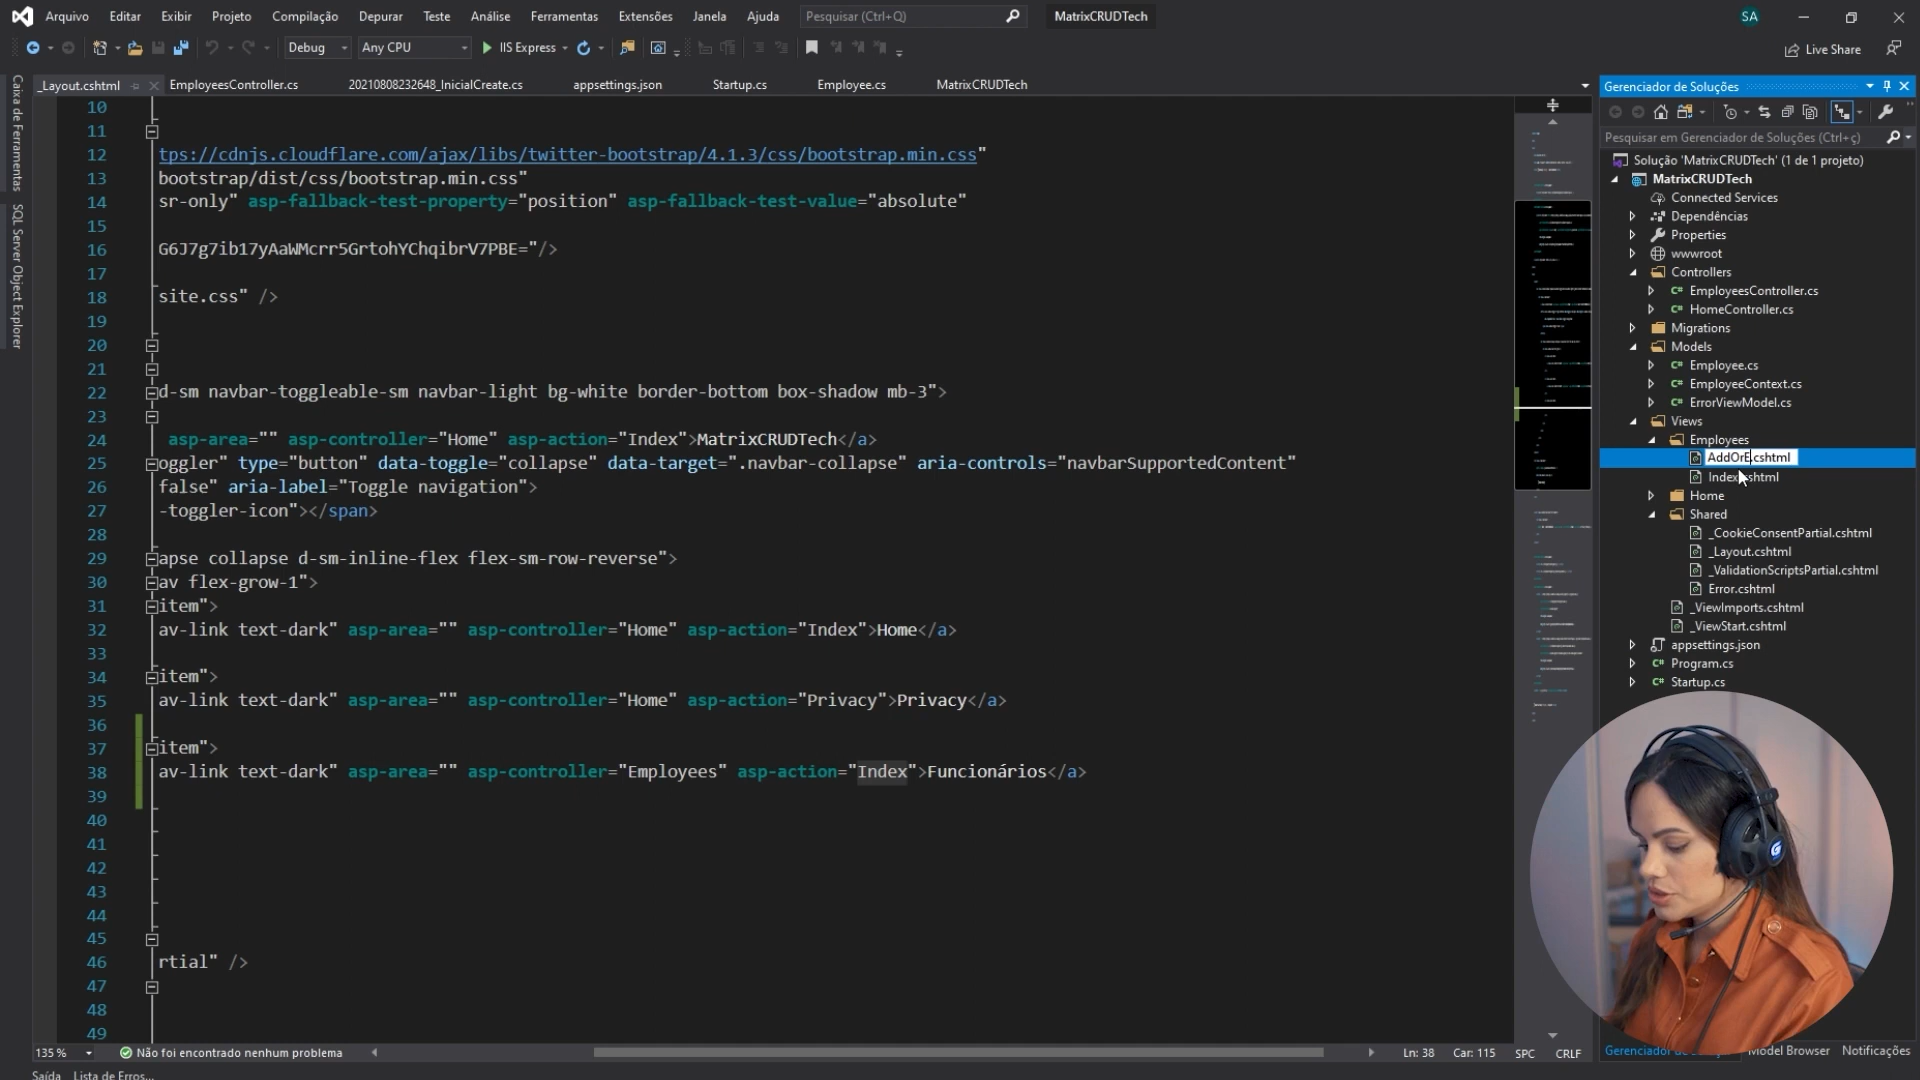 Arquivo Editar Exibir Projeto Compilação Depurar Teste Análise Ferramentas Extensões Janela Ajuda Pesquisar (Ctrl+Q) MatrixCRUDTech SA
Debug Any CPU IIS Express Live Share
_Layout.cshtml EmployeesController.cs 20210808232648_InicialCreate.cs appsettings.json Startup.cs Employee.cs MatrixCRUDTech
Caixa de Ferramentas
SQL Server Object Explorer
10
11
12 tps://cdnjs.cloudflare.com/ajax/libs/twitter-bootstrap/4.1.3/css/bootstrap.min.css"
13 bootstrap/dist/css/bootstrap.min.css"
14 sr-only" asp-fallback-test-property="position" asp-fallback-test-value="absolute"
15
16 G6J7g7ib17yAaWMcrr5GrtohYChqibrV7PBE="/>
17
18 site.css" />
19
20
21
22 d-sm navbar-toggleable-sm navbar-light bg-white border-bottom box-shadow mb-3">
23
24 asp-area="" asp-controller="Home" asp-action="Index">MatrixCRUDTech</a>
25 oggler" type="button" data-toggle="collapse" data-target=".navbar-collapse" aria-controls="navbarSupportedContent"
26 false" aria-label="Toggle navigation">
27 -toggler-icon"></span>
28
29 apse collapse d-sm-inline-flex flex-sm-row-reverse">
30 av flex-grow-1">
31 item">
32 av-link text-dark" asp-area="" asp-controller="Home" asp-action="Index">Home</a>
33
34 item">
35 av-link text-dark" asp-area="" asp-controller="Home" asp-action="Privacy">Privacy</a>
36
37 item">
38 av-link text-dark" asp-area="" asp-controller="Employees" asp-action="Index">Funcionários</a>
39
40
41
42
43
44
45
46 rtial" />
47
48
49
135 % Não foi encontrado nenhum problema Ln: 38 Car: 115 SPC CRLF
Saída Lista de Erros...
Gerenciador de Soluções
Pesquisar em Gerenciador de Soluções (Ctrl+ç)
Solução 'MatrixCRUDTech' (1 de 1 projeto)
MatrixCRUDTech
Connected Services
Dependências
Properties
wwwroot
Controllers
C# EmployeesController.cs
C# HomeController.cs
Migrations
Models
C# Employee.cs
C# EmployeeContext.cs
C# ErrorViewModel.cs
Views
Employees
AddOrE.cshtml
Index.cshtml
Home
Shared
_CookieConsentPartial.cshtml
_Layout.cshtml
_ValidationScriptsPartial.cshtml
Error.cshtml
_ViewImports.cshtml
_ViewStart.cshtml
appsettings.json
C# Program.cs
C# Startup.cs
Gerenciador Model Browser Notificações